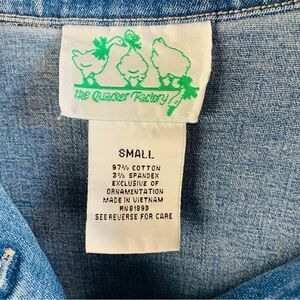 the Quacker Factory
SMALL
97% COTTON
3% SPANDEX
EXCLUSIVE OF
ORNAMENTATION
MADE IN VIETNAM
RN81893
SEE REVERSE FOR CARE